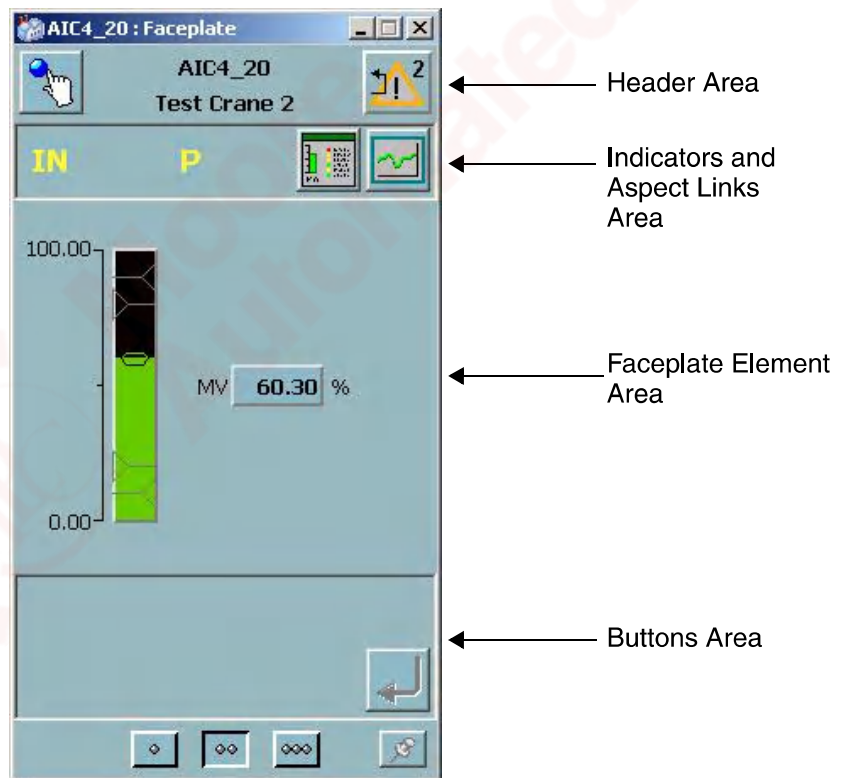 AIC4_20 : Faceplate
AIC4_20
Test Crane 2
2
Header Area
IN P
Indicators and
Aspect Links
Area
100.00
MV 60.30 %
0.00
Faceplate Element
Area
Buttons Area